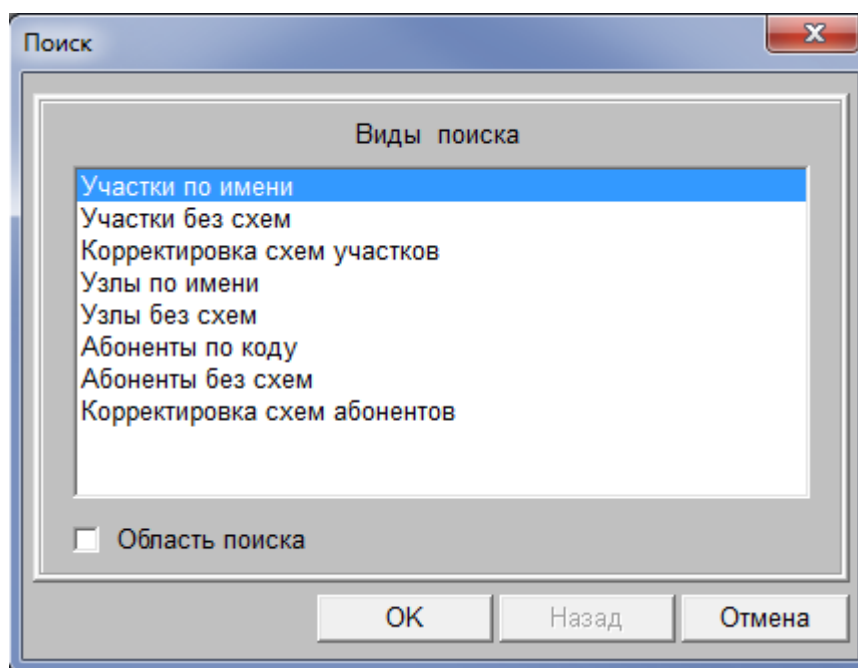 Поиск
Виды поиска
Участки по имени
Участки без схем
Корректировка схем участков
Узлы по имени
Узлы без схем
Абоненты по коду
Абоненты без схем
Корректировка схем абонентов
Область поиска
OK Назад Отмена